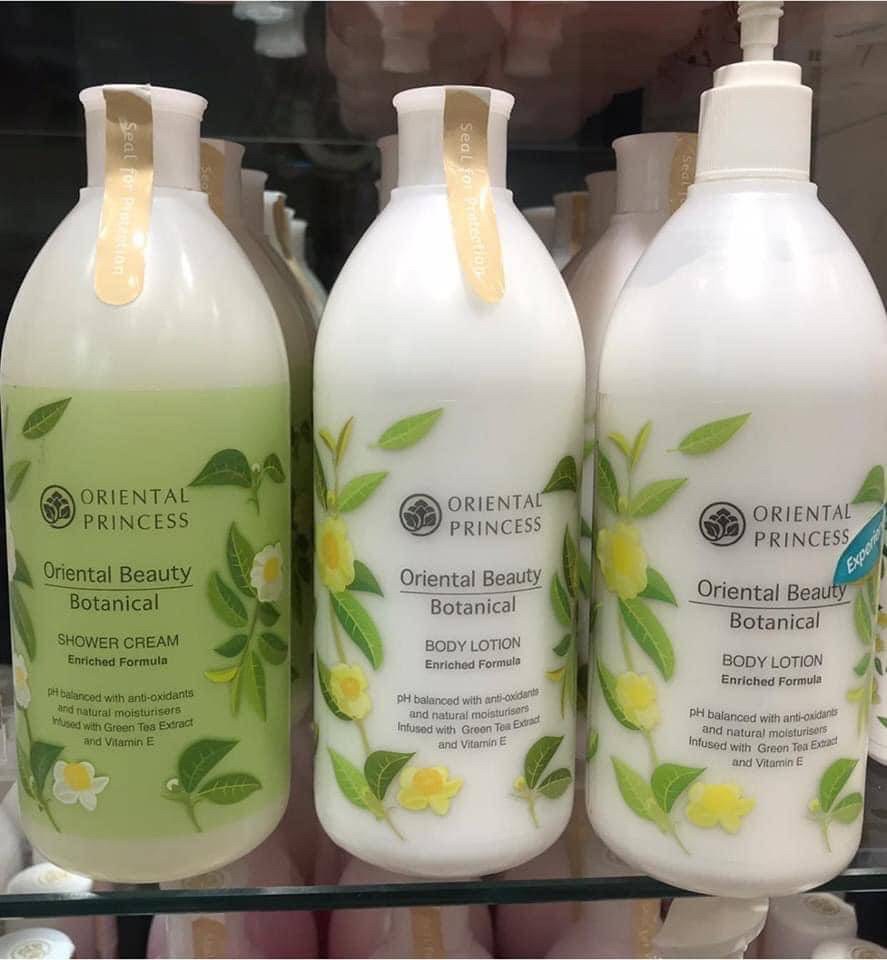 Seal for Protection
ORIENTAL
PRINCESS
Oriental Beauty
Botanical
SHOWER CREAM
Enriched Formula
pH balanced with anti-oxidants
and natural moisturisers
Infused with Green Tea Extract
and Vitamin E
Seal for Protection
ORIENTAL
PRINCESS
Oriental Beauty
Botanical
BODY LOTION
Enriched Formula
pH balanced with anti-oxidants
and natural moisturisers
Infused with Green Tea Extract
and Vitamin E
ORIENTAL
PRINCESS
Oriental Beauty
Botanical
BODY LOTION
Enriched Formula
pH balanced with anti-oxidants
and natural moisturisers
Infused with Green Tea Extract
and Vitamin E